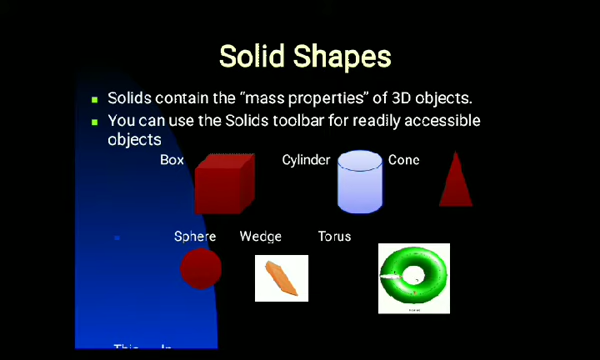 Solid Shapes
Solids contain the “mass properties” of 3D objects.
You can use the Solids toolbar for readily accessible
objects
Box Cylinder Cone
Sphere Wedge Torus